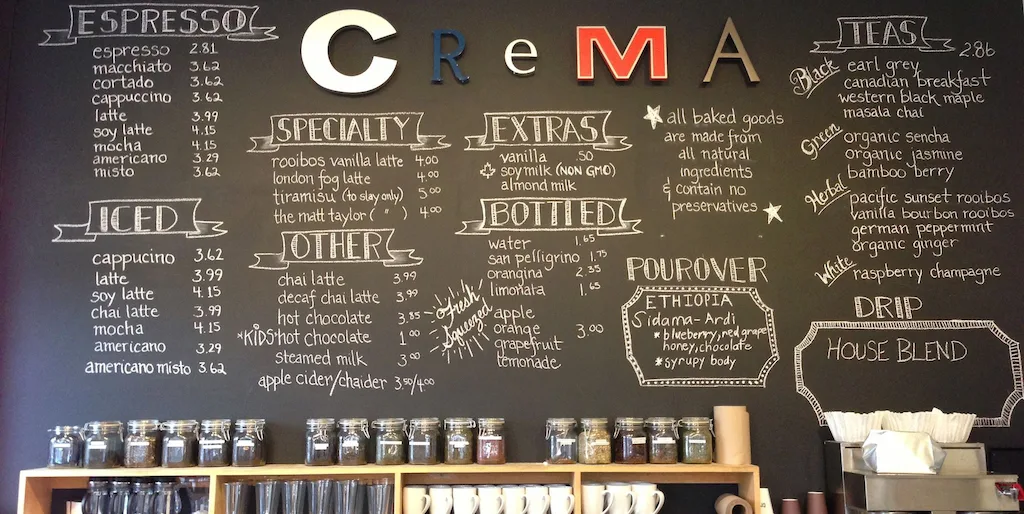 CReMA
ESPRESSO
espresso 2.81
macchiato 3.62
cortado 3.62
cappuccino 3.62
latte 3.99
soy latte 4.15
mocha 4.15
americano 3.29
misto 3.62
ICED
cappucino 3.62
latte 3.99
soy latte 4.15
chai latte 3.99
mocha 4.15
americano 3.29
americano misto 3.62
SPECIALTY
rooibos vanilla latte 4.00
london fog latte 4.00
tiramisu (to stay only) 5.00
the matt taylor ( " ) 4.00
OTHER
chai latte 3.99
decaf chai latte 3.99
hot chocolate 3.85
*KIDS* hot chocolate 1.00
steamed milk 3.00
apple cider/chaider 3.50/4.00
EXTRAS
vanilla .50
soy milk (NON GMO)
almond milk
BOTTLED
water 1.65
san pelligrino 1.75
orangina 2.35
limonata 1.65
Fresh
Squeezed
apple
orange 3.00
grapefruit
lemonade
all baked goods
are made from
all natural
ingredients
& contain no
preservatives
POUROVER
ETHIOPIA
Sidama-Ardi
*blueberry, red grape
honey, chocolate
*syrupy body
TEAS 2.86
Black earl grey
canadian breakfast
western black maple
masala chai
Green organic sencha
organic jasmine
bamboo berry
Herbal pacific sunset rooibos
vanilla bourbon rooibos
german peppermint
organic ginger
White raspberry champagne
DRIP
HOUSE BLEND